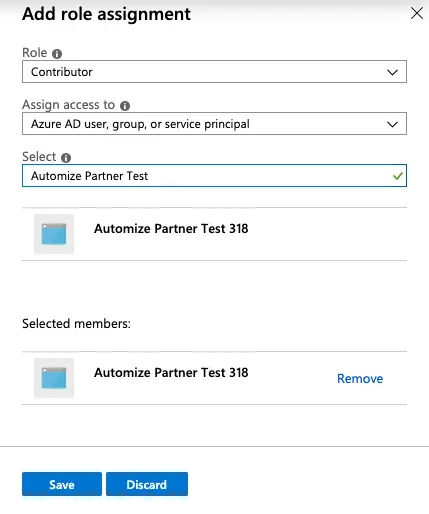 Add role assignment
Role
Contributor
Assign access to
Azure AD user, group, or service principal
Select
Automize Partner Test
Automize Partner Test 318
Selected members:
Automize Partner Test 318
Remove
Save
Discard